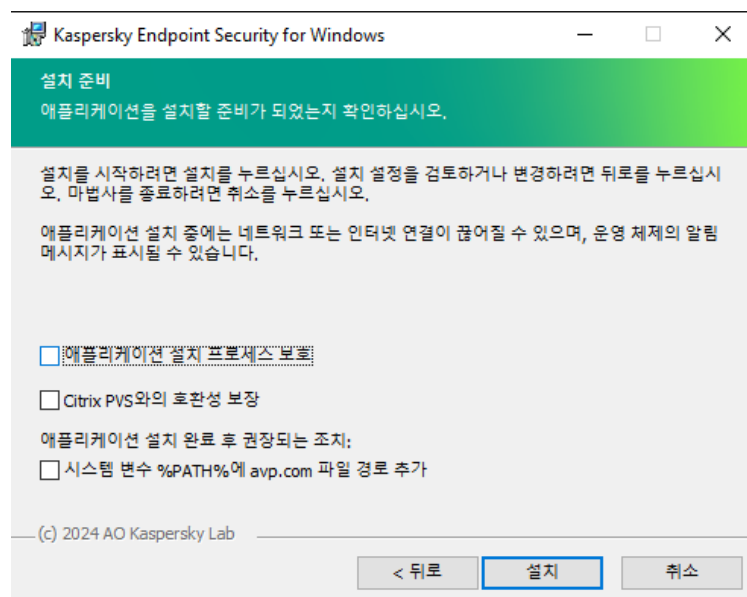 Kaspersky Endpoint Security for Windows
설치 준비
애플리케이션을 설치할 준비가 되었는지 확인하십시오.
설치를 시작하려면 설치를 누르십시오. 설치 설정을 검토하거나 변경하려면 뒤로를 누르십시
오. 마법사를 종료하려면 취소를 누르십시오.
애플리케이션 설치 중에는 네트워크 또는 인터넷 연결이 끊어질 수 있으며, 운영 체제의 알림
메시지가 표시될 수 있습니다.
애플리케이션 설치 프로세스 보호
Citrix PVS와의 호환성 보장
애플리케이션 설치 완료 후 권장되는 조치:
시스템 변수 %PATH%에 avp.com 파일 경로 추가
(c) 2024 AO Kaspersky Lab
< 뒤로 설치 취소